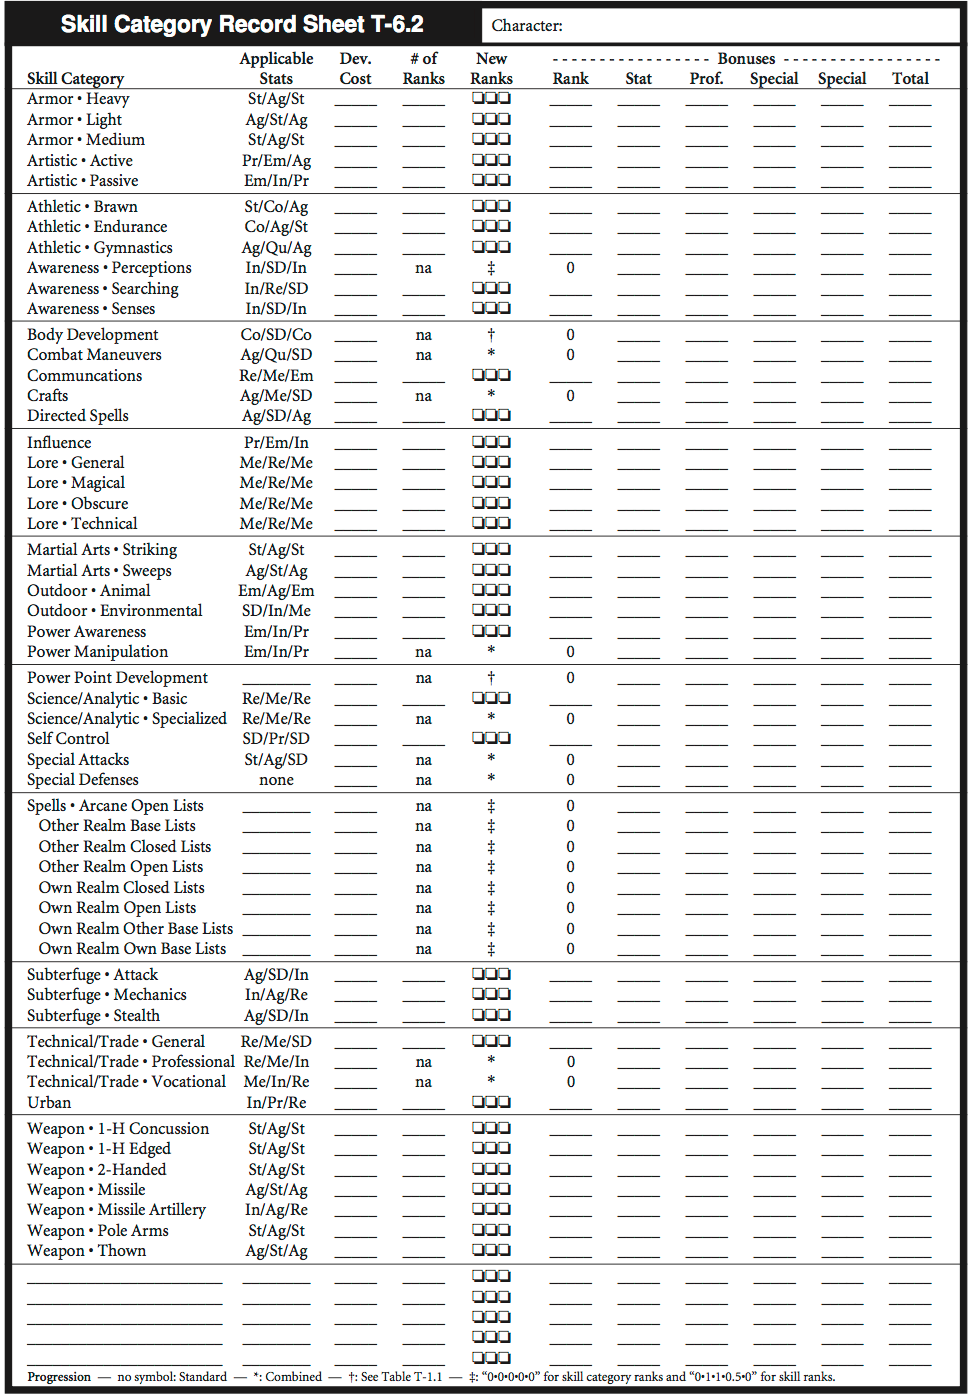 Skill Category Record Sheet T-6.2 Character:
Applicable Dev. # of New - - - - - - - - - - - - - - - - - Bonuses - - - - - - - - - - - - - - - - -
Skill Category Stats Cost Ranks Ranks Rank Stat Prof. Special Special Total
Armor • Heavy St/Ag/St ❏❏❏
Armor • Light Ag/St/Ag ❏❏❏
Armor • Medium St/Ag/St ❏❏❏
Artistic • Active Pr/Em/Ag ❏❏❏
Artistic • Passive Em/In/Pr ❏❏❏
Athletic • Brawn St/Co/Ag ❏❏❏
Athletic • Endurance Co/Ag/St ❏❏❏
Athletic • Gymnastics Ag/Qu/Ag ❏❏❏
Awareness • Perceptions In/SD/In na ‡ 0
Awareness • Searching In/Re/SD ❏❏❏
Awareness • Senses In/SD/In ❏❏❏
Body Development Co/SD/Co na † 0
Combat Maneuvers Ag/Qu/SD na * 0
Communcations Re/Me/Em ❏❏❏
Crafts Ag/Me/SD na * 0
Directed Spells Ag/SD/Ag ❏❏❏
Influence Pr/Em/In ❏❏❏
Lore • General Me/Re/Me ❏❏❏
Lore • Magical Me/Re/Me ❏❏❏
Lore • Obscure Me/Re/Me ❏❏❏
Lore • Technical Me/Re/Me ❏❏❏
Martial Arts • Striking St/Ag/St ❏❏❏
Martial Arts • Sweeps Ag/St/Ag ❏❏❏
Outdoor • Animal Em/Ag/Em ❏❏❏
Outdoor • Environmental SD/In/Me ❏❏❏
Power Awareness Em/In/Pr ❏❏❏
Power Manipulation Em/In/Pr na * 0
Power Point Development na † 0
Science/Analytic • Basic Re/Me/Re ❏❏❏
Science/Analytic • Specialized Re/Me/Re na * 0
Self Control SD/Pr/SD ❏❏❏
Special Attacks St/Ag/SD na * 0
Special Defenses none na * 0
Spells • Arcane Open Lists na ‡ 0
Other Realm Base Lists na ‡ 0
Other Realm Closed Lists na ‡ 0
Other Realm Open Lists na ‡ 0
Own Realm Closed Lists na ‡ 0
Own Realm Open Lists na ‡ 0
Own Realm Other Base Lists na ‡ 0
Own Realm Own Base Lists na ‡ 0
Subterfuge • Attack Ag/SD/In ❏❏❏
Subterfuge • Mechanics In/Ag/Re ❏❏❏
Subterfuge • Stealth Ag/SD/In ❏❏❏
Technical/Trade • General Re/Me/SD ❏❏❏
Technical/Trade • Professional Re/Me/In na * 0
Technical/Trade • Vocational Me/In/Re na * 0
Urban In/Pr/Re ❏❏❏
Weapon • 1-H Concussion St/Ag/St ❏❏❏
Weapon • 1-H Edged St/Ag/St ❏❏❏
Weapon • 2-Handed St/Ag/St ❏❏❏
Weapon • Missile Ag/St/Ag ❏❏❏
Weapon • Missile Artillery In/Ag/Re ❏❏❏
Weapon • Pole Arms St/Ag/St ❏❏❏
Weapon • Thown Ag/St/Ag ❏❏❏
❏❏❏
❏❏❏
❏❏❏
❏❏❏
❏❏❏
Progression — no symbol: Standard — *: Combined — †: See Table T-1.1 — ‡: “0•0•0•0•0” for skill category ranks and “0•1•1•0.5•0” for skill ranks.